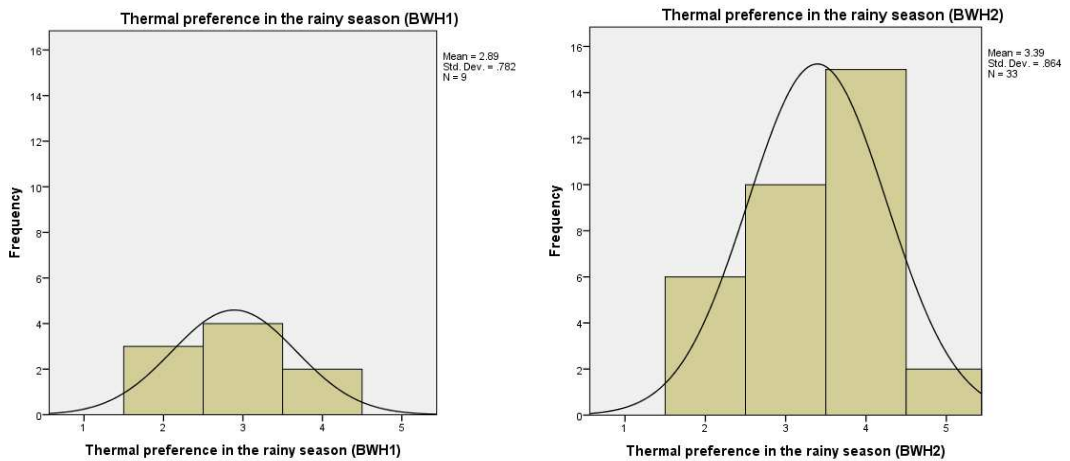 Thermal preference in the rainy season (BWH1)
Mean = 2.89
Std. Dev. = .782
N = 9
16
14
12
10
8
6
4
2
0
Frequency
1 2 3 4 5
Thermal preference in the rainy season (BWH1)
Thermal preference in the rainy season (BWH2)
Mean = 3.39
Std. Dev. = .864
N = 33
16
14
12
10
8
6
4
2
0
Frequency
1 2 3 4 5
Thermal preference in the rainy season (BWH2)